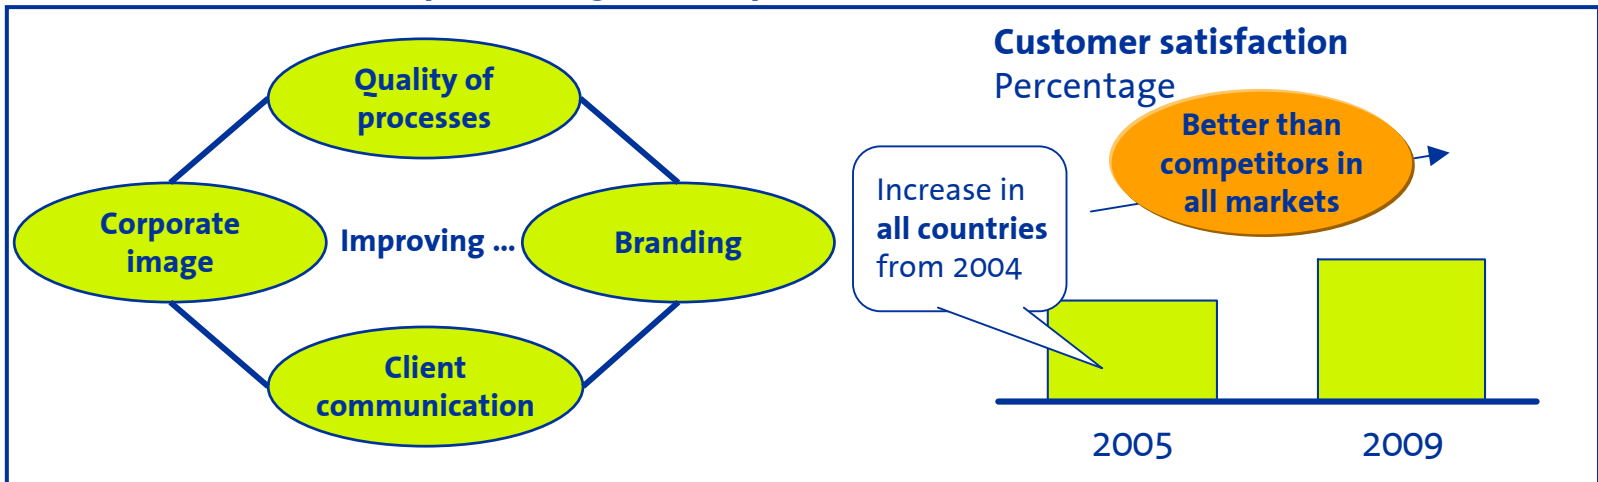 Quality of
processes
Corporate
image
Improving ...
Branding
Client
communication
Customer satisfaction
Percentage
Better than
competitors in
all markets
Increase in
all countries
from 2004
2005
2009